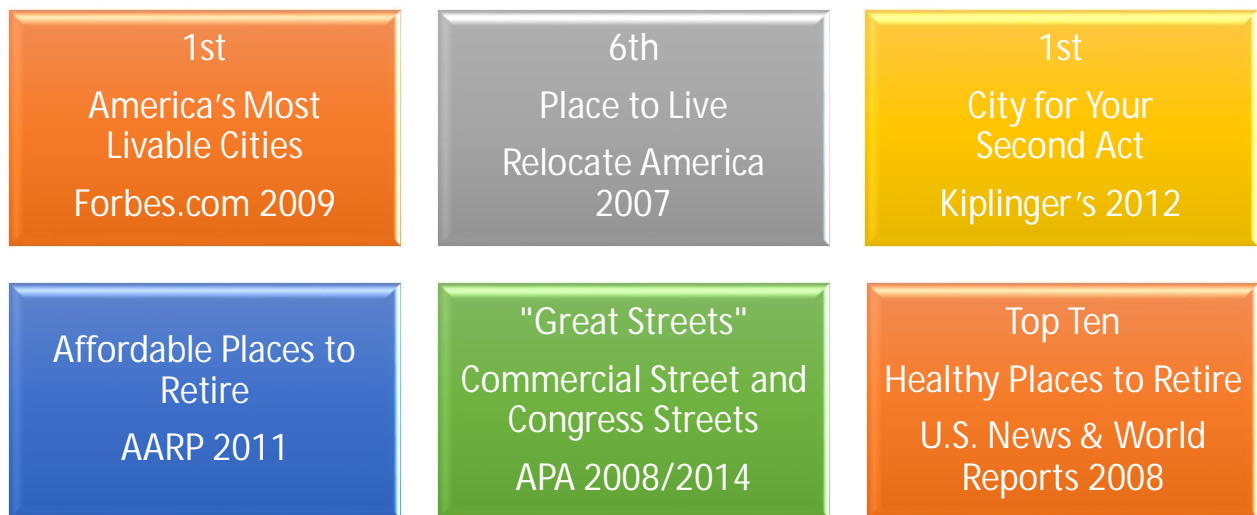 1st
America's Most
Livable Cities
Forbes.com 2009
6th
Place to Live
Relocate America
2007
1st
City for Your
Second Act
Kiplinger's 2012
Affordable Places to
Retire
AARP 2011
"Great Streets"
Commercial Street and
Congress Streets
APA 2008/2014
Top Ten
Healthy Places to Retire
U.S. News & World
Reports 2008